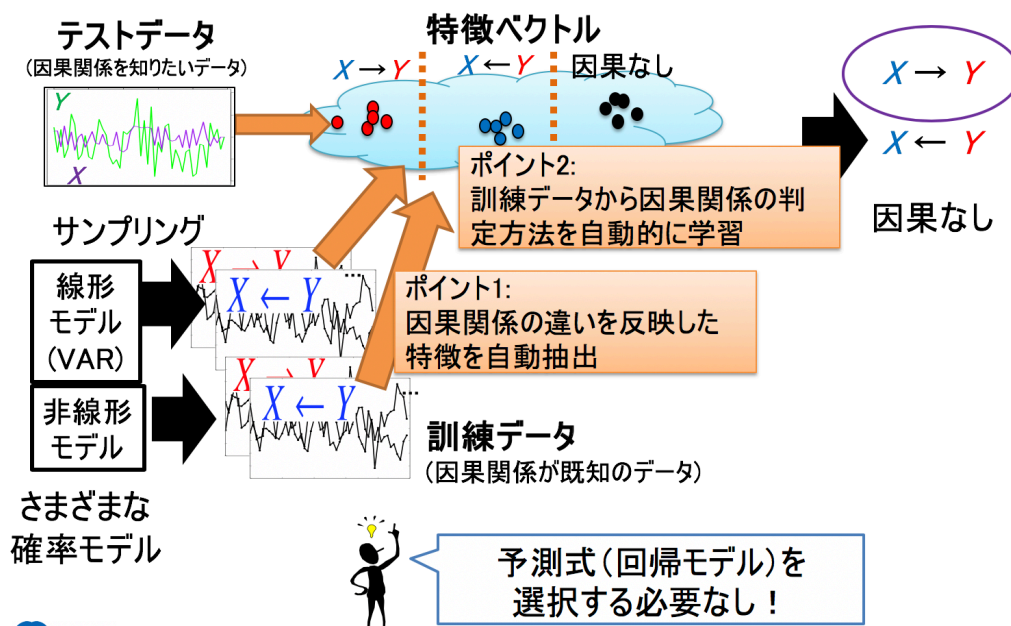 テストデータ
(因果関係を知りたいデータ)
Y
X
特徴ベクトル
X → Y
X ← Y
因果なし
X → Y
X ← Y
因果なし
ポイント2:
訓練データから因果関係の判
定方法を自動的に学習
サンプリング
線形
モデル
(VAR)
非線形
モデル
さまざまな
確率モデル
X → Y
X ← Y
...
X → Y
X ← Y
...
ポイント1:
因果関係の違いを反映した
特徴を自動抽出
訓練データ
(因果関係が既知のデータ)
予測式(回帰モデル)を
選択する必要なし！